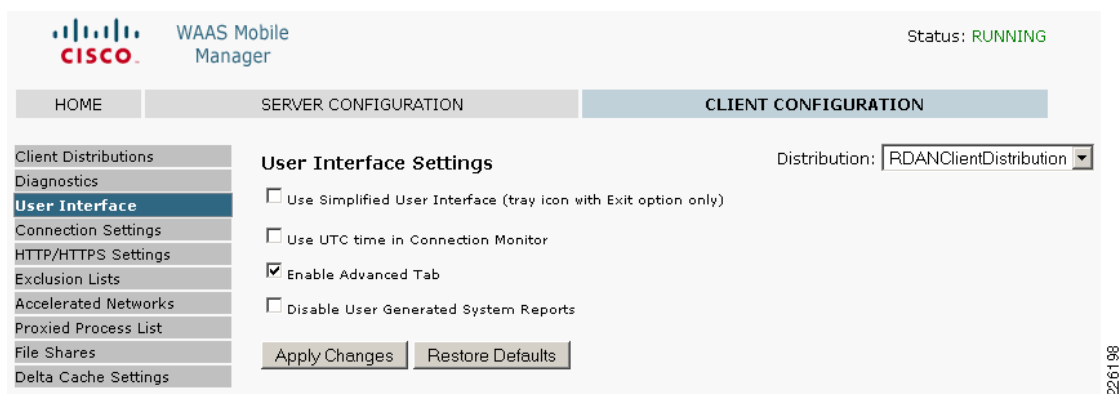 CISCO
WAAS Mobile
Manager
Status: RUNNING
HOME
SERVER CONFIGURATION
CLIENT CONFIGURATION
Client Distributions
Diagnostics
User Interface
Connection Settings
HTTP/HTTPS Settings
Exclusion Lists
Accelerated Networks
Proxied Process List
File Shares
Delta Cache Settings
User Interface Settings
Distribution: RDANClientDistribution
Use Simplified User Interface (tray icon with Exit option only)
Use UTC time in Connection Monitor
Enable Advanced Tab
Disable User Generated System Reports
Apply Changes
Restore Defaults
226198